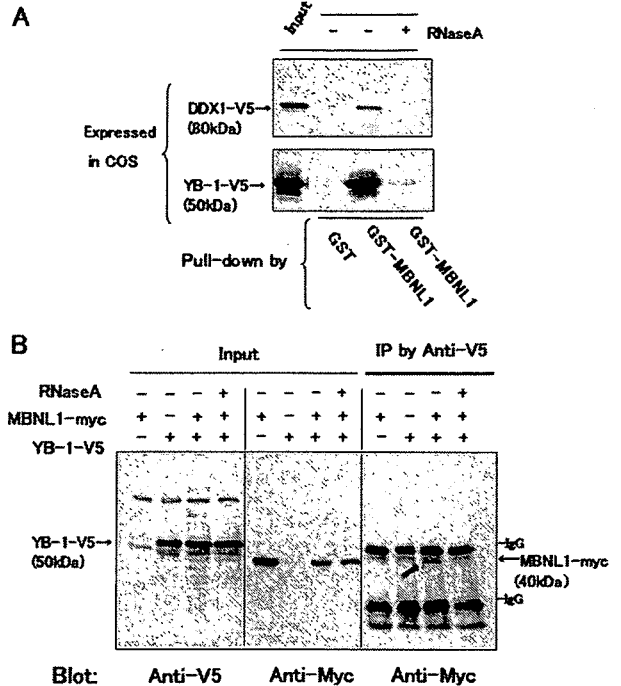 A
Input
- - + RNaseA
DDX1-V5→
(80kDa)
Expressed
in COS
YB-1-V5→
(50kDa)
Pull-down by
GST
GST-MBNL1
GST-MBNL1
B
Input
IP by Anti-V5
RNaseA - - - + - - - + - - - +
MBNL1-myc + - + + + - + + + - + +
YB-1-V5 - + + + - + + + - + + +
YB-1-V5→
(50kDa)
IgG
←MBNL1-myc
(40kDa)
IgG
Blot: Anti-V5 Anti-Myc Anti-Myc